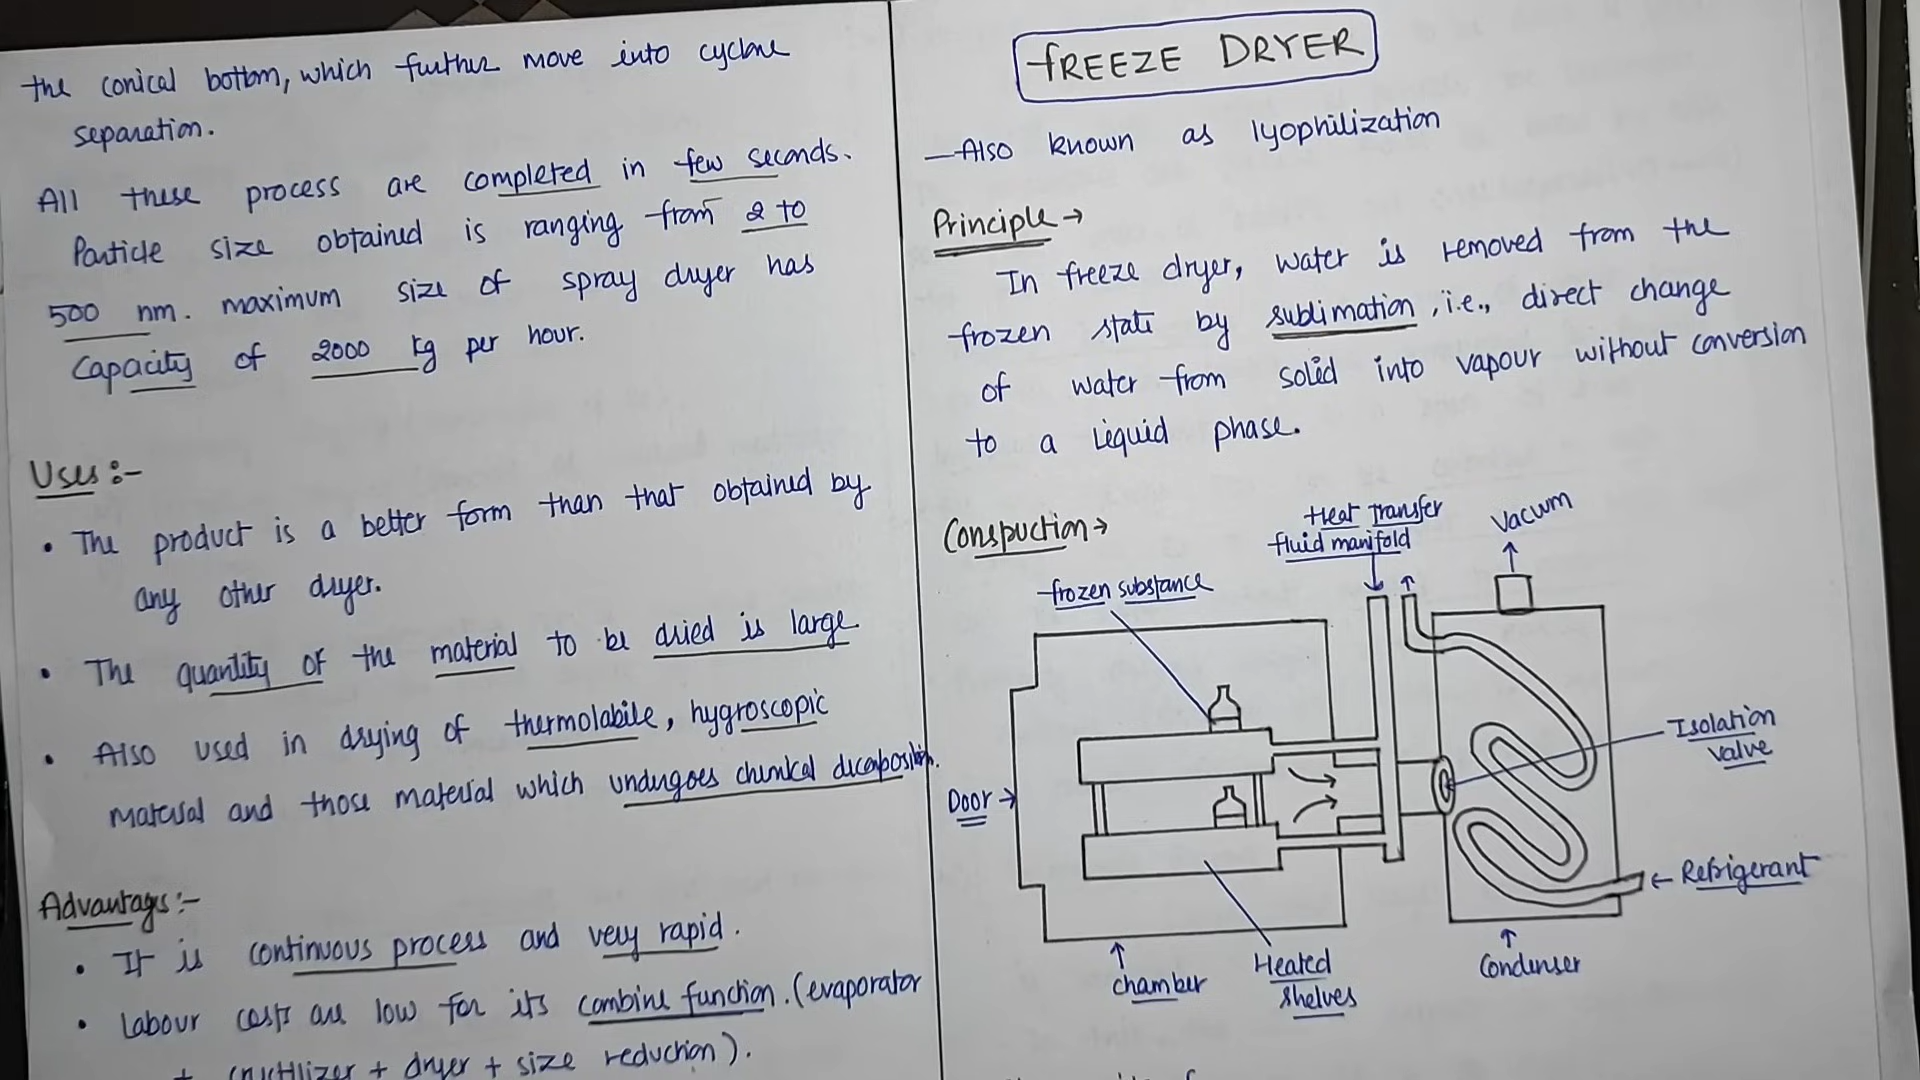 the conical bottom, which further move into cyclone
separation.
All these process are completed in few seconds.
Particle size obtained is ranging from 2 to
500 nm. maximum size of spray dryer has
Capacity of 2000 kg per hour.
Uses :-
• The product is a better form than that obtained by
any other dryer.
• The quantity of the material to be dried is large
• Also used in drying of thermolabile, hygroscopic
material and those material which undergoes chemical decomposition.
Advantages :-
• It is continuous process and very rapid.
• Labour costs are low for its combine function. (evaporator
+ crystllizer + dryer + size reduction).
FREEZE DRYER
— Also known as lyophilization
Principle →
In freeze dryer, water is removed from the
frozen state by sublimation, i.e., direct change
of water from solid into vapour without conversion
to a liquid phase.
Conspuction →
Heat Transfer
fluid manifold
Vacum
frozen substance
Isolation
valve
Door →
← Refrigerant
chamber
Heated
shelves
Condenser